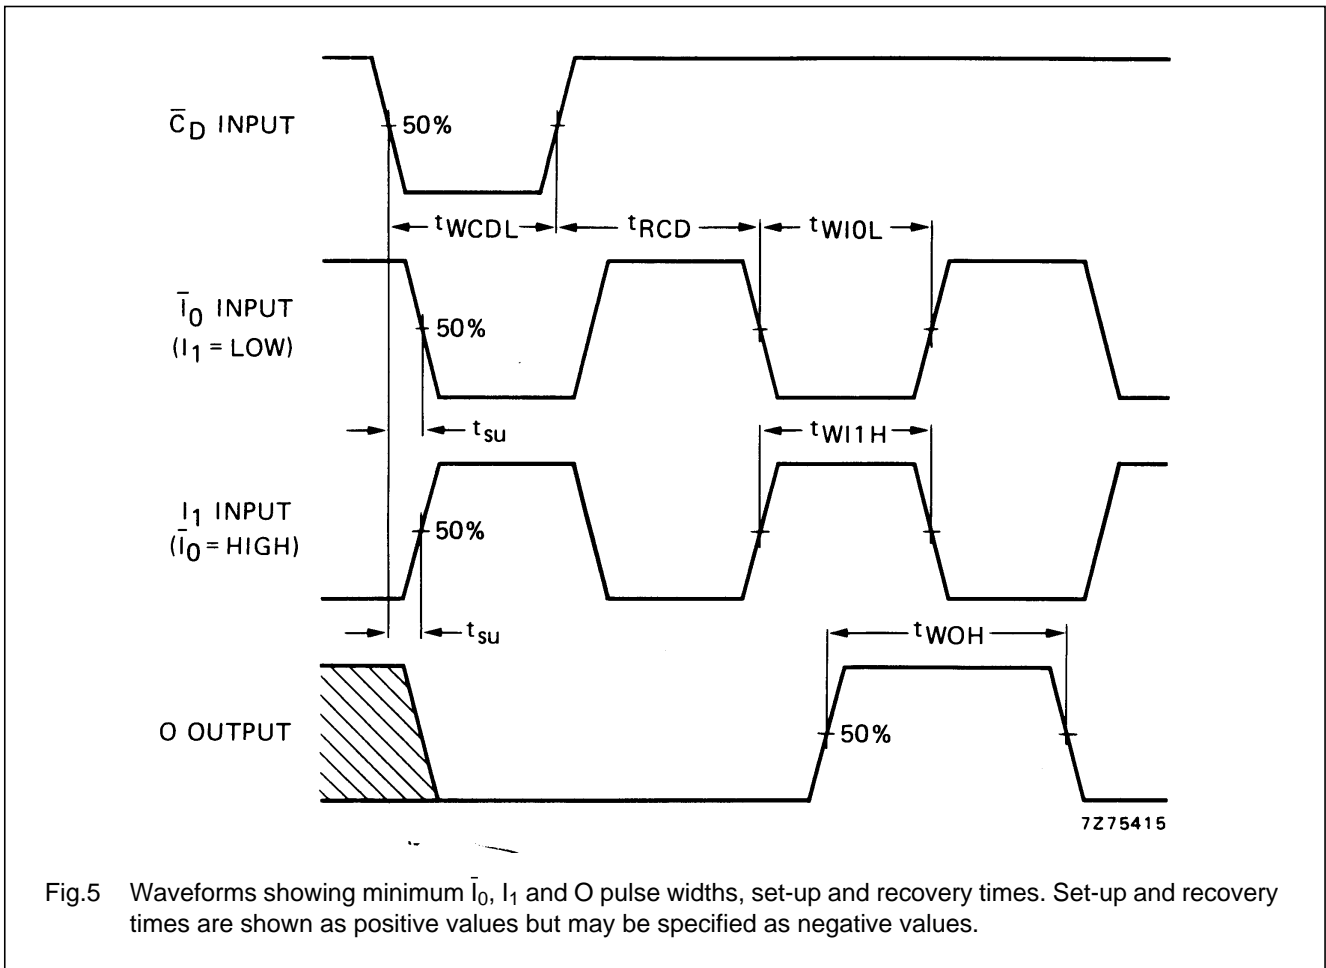 C̄D INPUT
50%
tWCDL
tRCD
tWI0L
Ī0 INPUT
(I1 = LOW)
50%
tsu
tWI1H
I1 INPUT
(Ī0 = HIGH)
50%
tsu
tWOH
O OUTPUT
50%
7Z75415
Fig.5 Waveforms showing minimum Ī0, I1 and O pulse widths, set-up and recovery times. Set-up and recovery
times are shown as positive values but may be specified as negative values.